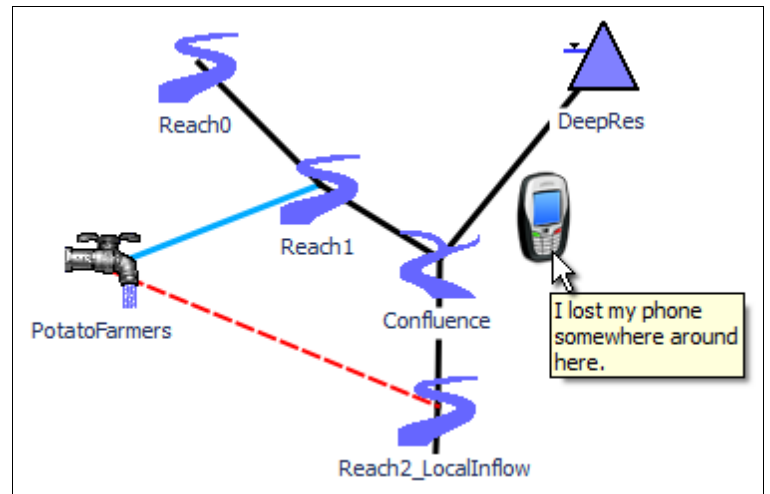 Reach0
DeepRes
Reach1
PotatoFarmers
Confluence
I lost my phone
somewhere around
here.
Reach2_LocalInflow